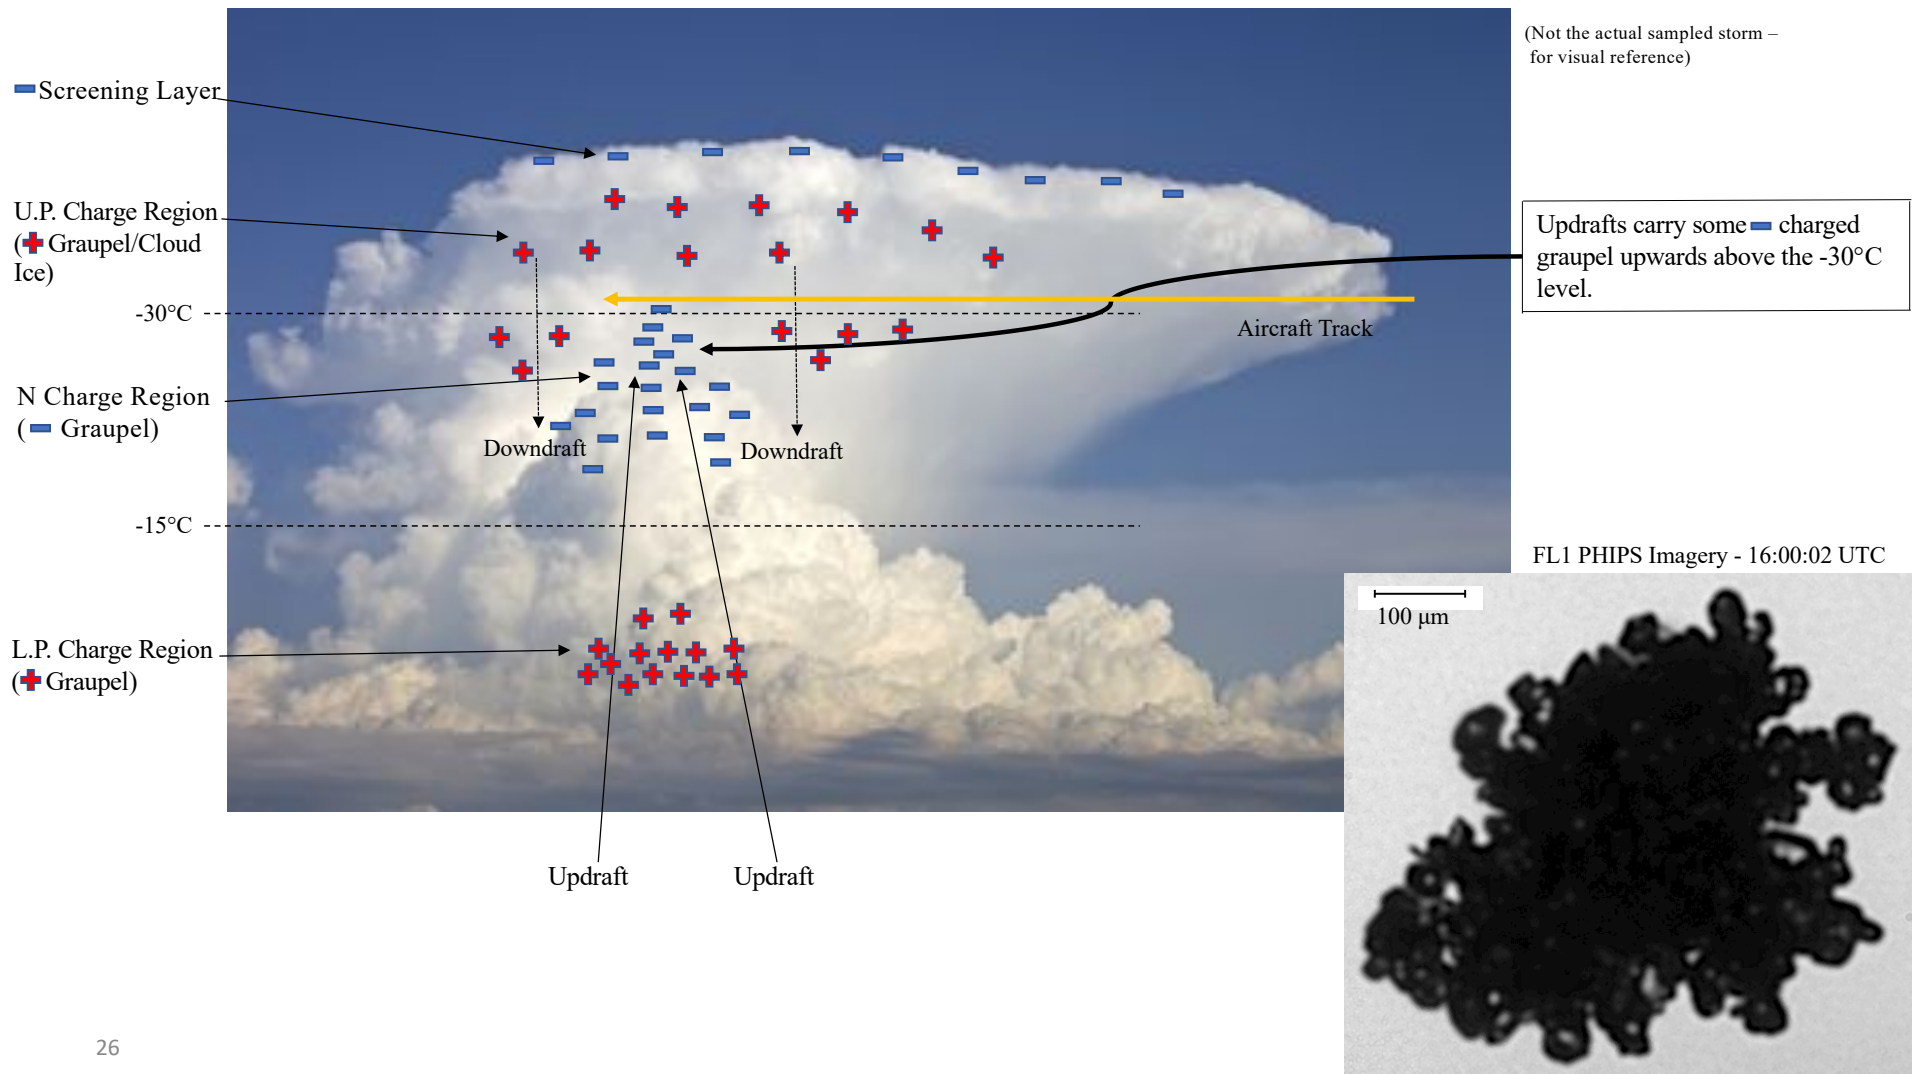 (Not the actual sampled storm –
for visual reference)
Screening Layer
U.P. Charge Region
( Graupel/Cloud
Ice)
Updrafts carry some charged
graupel upwards above the -30°C
level.
-30°C
Aircraft Track
N Charge Region
( Graupel)
Downdraft
Downdraft
-15°C
FL1 PHIPS Imagery - 16:00:02 UTC
100 µm
L.P. Charge Region
( Graupel)
Updraft
Updraft
26